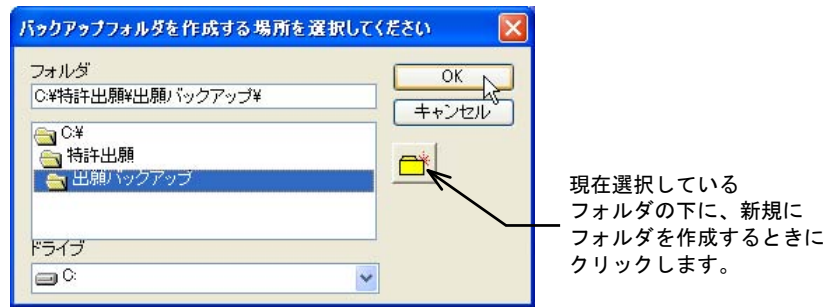 バックアップフォルダを作成する場所を選択してください
フォルダ
C:¥特許出願¥出願バックアップ¥
OK
キャンセル
C:¥
特許出願
出願バックアップ
現在選択している
フォルダの下に、新規に
フォルダを作成するときに
クリックします。
ドライブ
C: